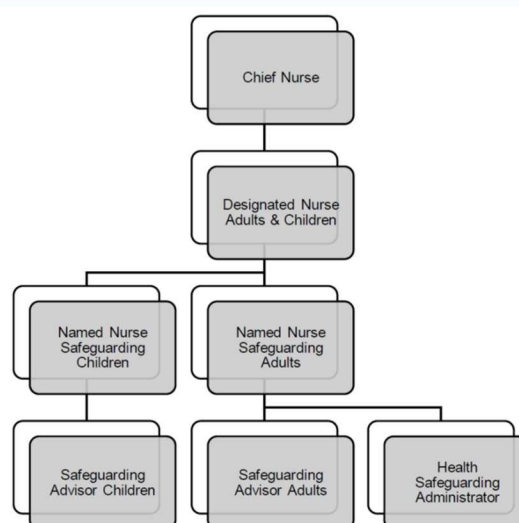 Chief Nurse
Designated Nurse
Adults & Children
Named Nurse
Safeguarding
Children
Named Nurse
Safeguarding
Adults
Safeguarding
Advisor Children
Safeguarding
Advisor Adults
Health
Safeguarding
Administrator